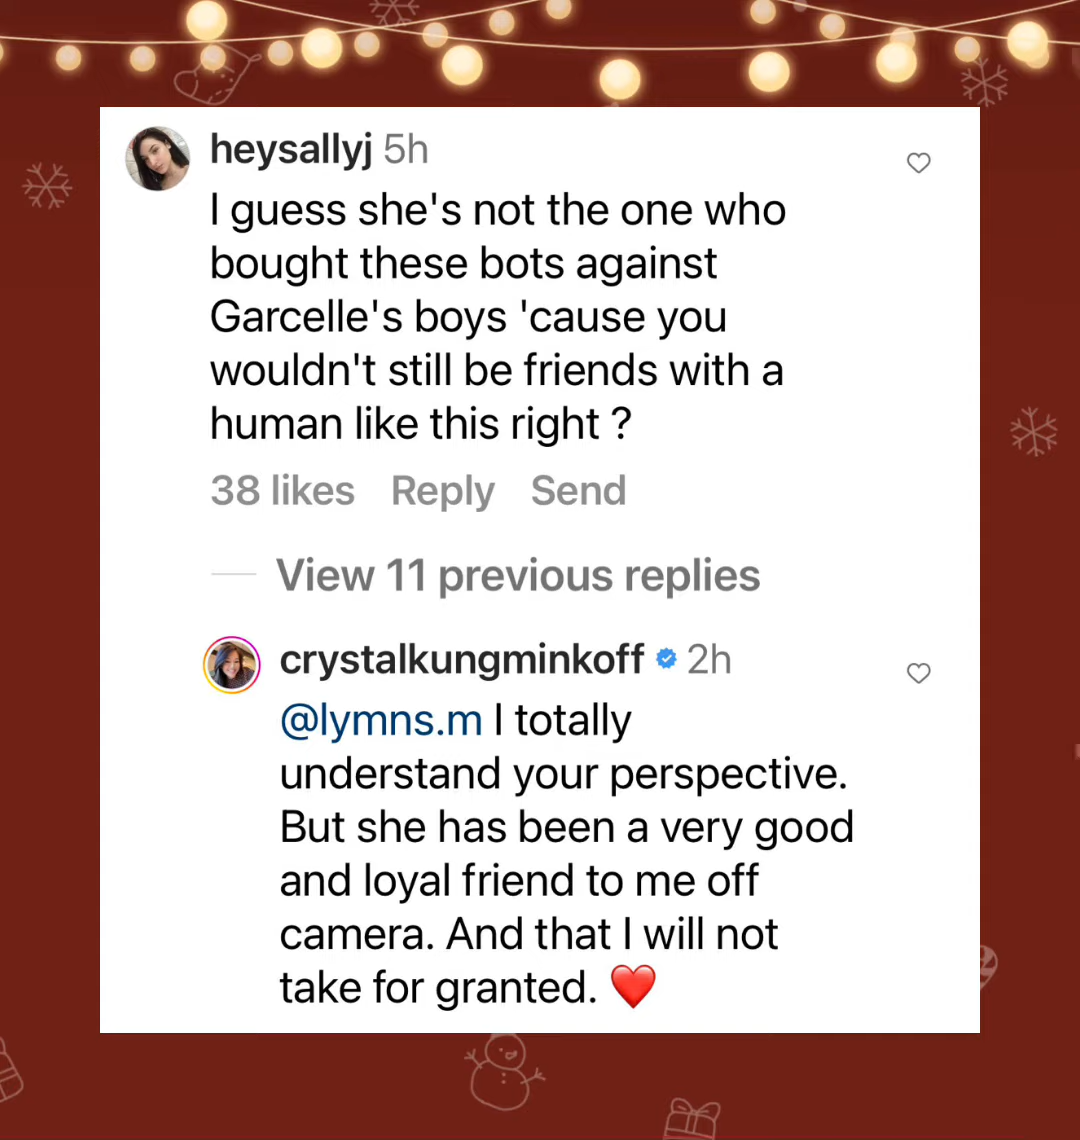 heysallyj 5h
I guess she's not the one who
bought these bots against
Garcelle's boys 'cause you
wouldn't still be friends with a
human like this right ?
38 likes Reply Send
View 11 previous replies
crystalkungminkoff 2h
@lymns.m I totally
understand your perspective.
But she has been a very good
and loyal friend to me off
camera. And that I will not
take for granted. ❤️